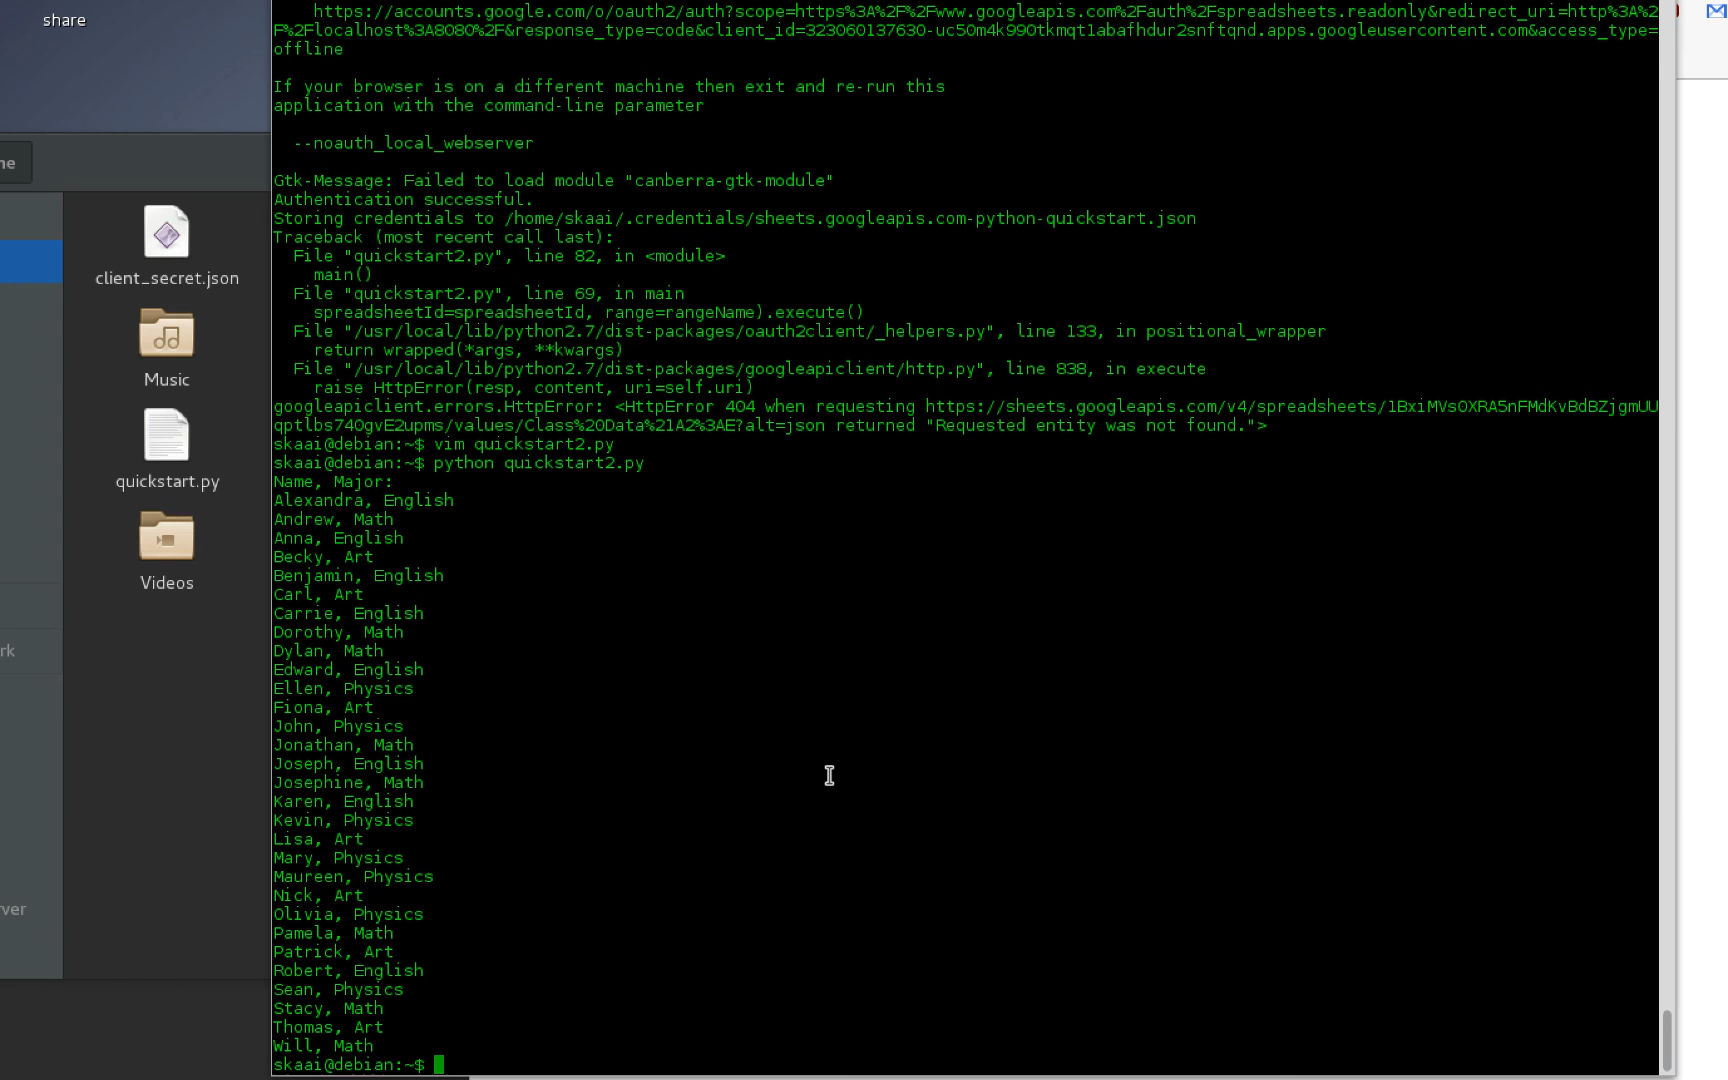 share
ne
client_secret.json
Music
quickstart.py
Videos
rk
ver
https://accounts.google.com/o/oauth2/auth?scope=https%3A%2F%2Fwww.googleapis.com%2Fauth%2Fspreadsheets.readonly&redirect_uri=http%3A%2
F%2Flocalhost%3A8080%2F&response_type=code&client_id=323060137630-uc50m4k990tkmqt1abafhdur2snftqnd.apps.googleusercontent.com&access_type=
offline
If your browser is on a different machine then exit and re-run this
application with the command-line parameter
--noauth_local_webserver
Gtk-Message: Failed to load module "canberra-gtk-module"
Authentication successful.
Storing credentials to /home/skaai/.credentials/sheets.googleapis.com-python-quickstart.json
Traceback (most recent call last):
File "quickstart2.py", line 82, in <module>
main()
File "quickstart2.py", line 69, in main
spreadsheetId=spreadsheetId, range=rangeName).execute()
File "/usr/local/lib/python2.7/dist-packages/oauth2client/_helpers.py", line 133, in positional_wrapper
return wrapped(*args, **kwargs)
File "/usr/local/lib/python2.7/dist-packages/googleapiclient/http.py", line 838, in execute
raise HttpError(resp, content, uri=self.uri)
googleapiclient.errors.HttpError: <HttpError 404 when requesting https://sheets.googleapis.com/v4/spreadsheets/1BxiMVsOXRA5nFMdKvBdBZjgmUU
qptlbs74OgvE2upms/values/Class%20Data%21A2%3AE?alt=json returned "Requested entity was not found.">
skaai@debian:~$ vim quickstart2.py
skaai@debian:~$ python quickstart2.py
Name, Major:
Alexandra, English
Andrew, Math
Anna, English
Becky, Art
Benjamin, English
Carl, Art
Carrie, English
Dorothy, Math
Dylan, Math
Edward, English
Ellen, Physics
Fiona, Art
John, Physics
Jonathan, Math
Joseph, English
Josephine, Math
Karen, English
Kevin, Physics
Lisa, Art
Mary, Physics
Maureen, Physics
Nick, Art
Olivia, Physics
Pamela, Math
Patrick, Art
Robert, English
Sean, Physics
Stacy, Math
Thomas, Art
Will, Math
skaai@debian:~$